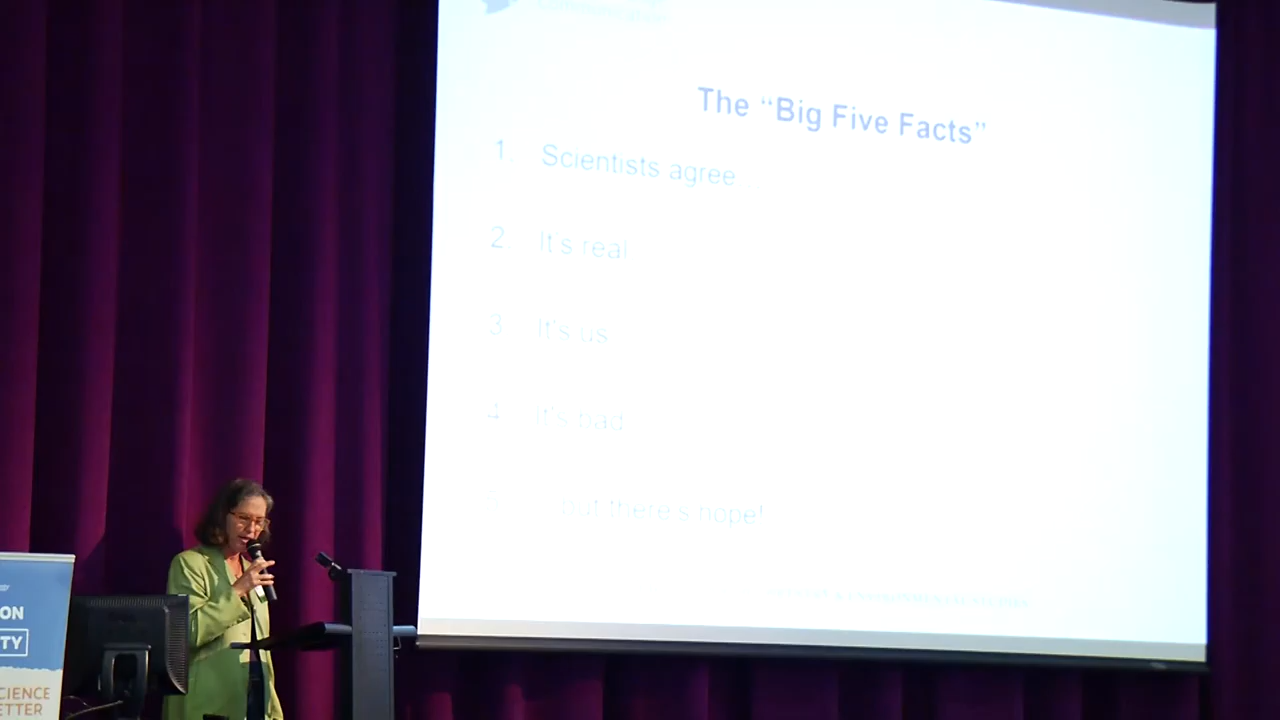 The “Big Five Facts”
1. Scientists agree
2. It's real
3. It's us
4. It's bad
5. ... but there's hope!
ON
TY
CIENCE
ETTER